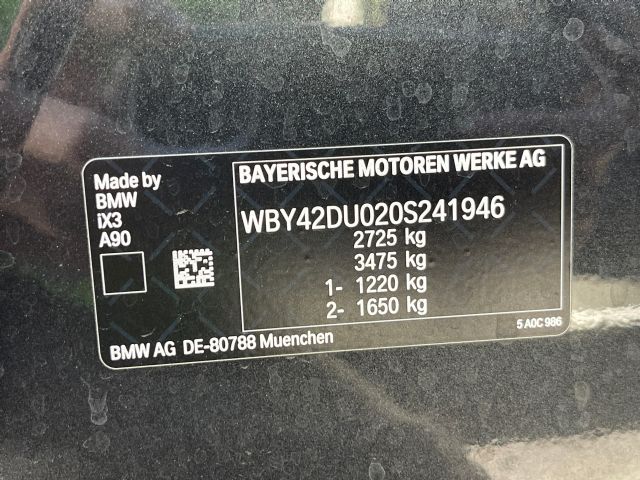 Made by
BMW
iX3
A90
BAYERISCHE MOTOREN WERKE AG
WBY42DU020S241946
2725 kg
3475 kg
1- 1220 kg
2- 1650 kg
5 A0C 986
BMW AG DE-80788 Muenchen